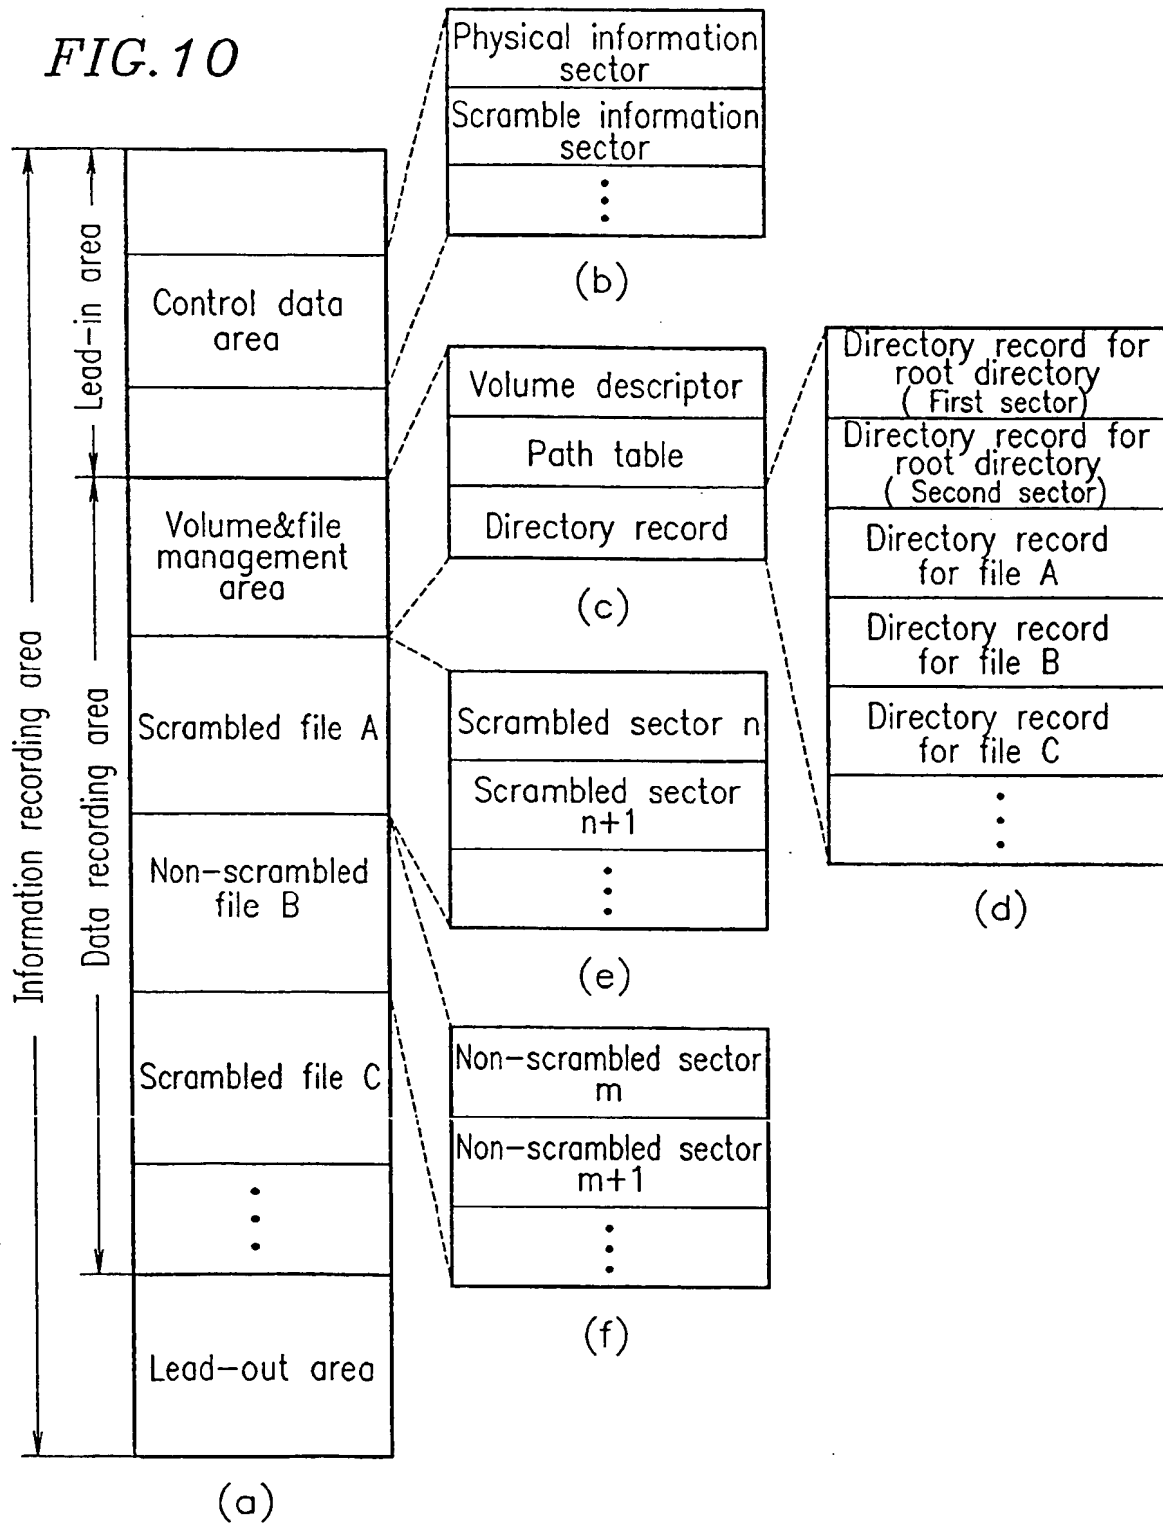 FIG.10
Information recording area
Lead-in area
Data recording area
Control data
area
Volume&file
management
area
Scrambled file A
Non-scrambled
file B
Scrambled file C
Lead-out area
(a)
Physical information
sector
Scramble information
sector
(b)
Volume descriptor
Path table
Directory record
(c)
Directory record for
root directory
( First sector)
Directory record for
root directory
( Second sector)
Directory record
for file A
Directory record
for file B
Directory record
for file C
(d)
Scrambled sector n
Scrambled sector
n+1
(e)
Non-scrambled sector
m
Non-scrambled sector
m+1
(f)